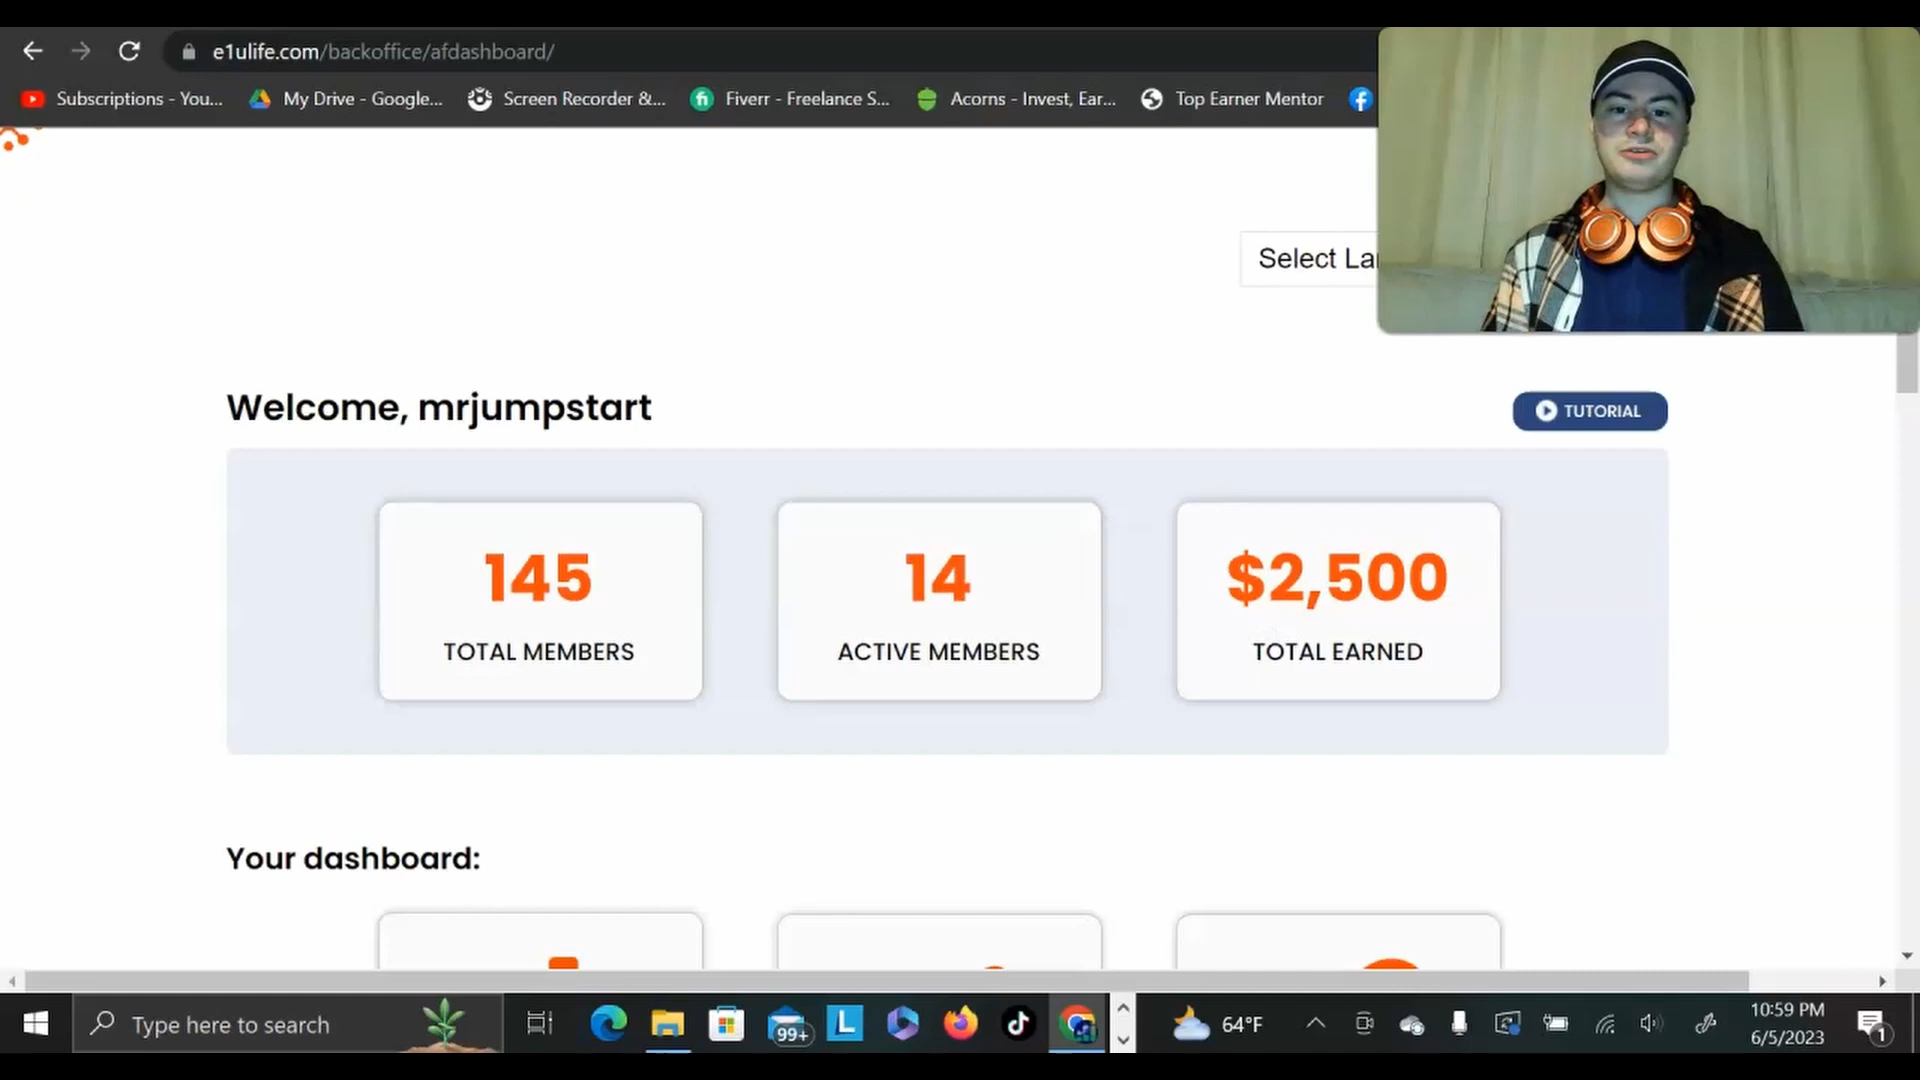 e1ulife.com/backoffice/afdashboard/
Subscriptions - You... My Drive - Google... Screen Recorder &... Fiverr - Freelance S... Acorns - Invest, Ear... Top Earner Mentor
Select La
Welcome, mrjumpstart
TUTORIAL
145 14 $2,500
TOTAL MEMBERS ACTIVE MEMBERS TOTAL EARNED
Your dashboard:
Type here to search
99+
L
64°F
10:59 PM
6/5/2023
1